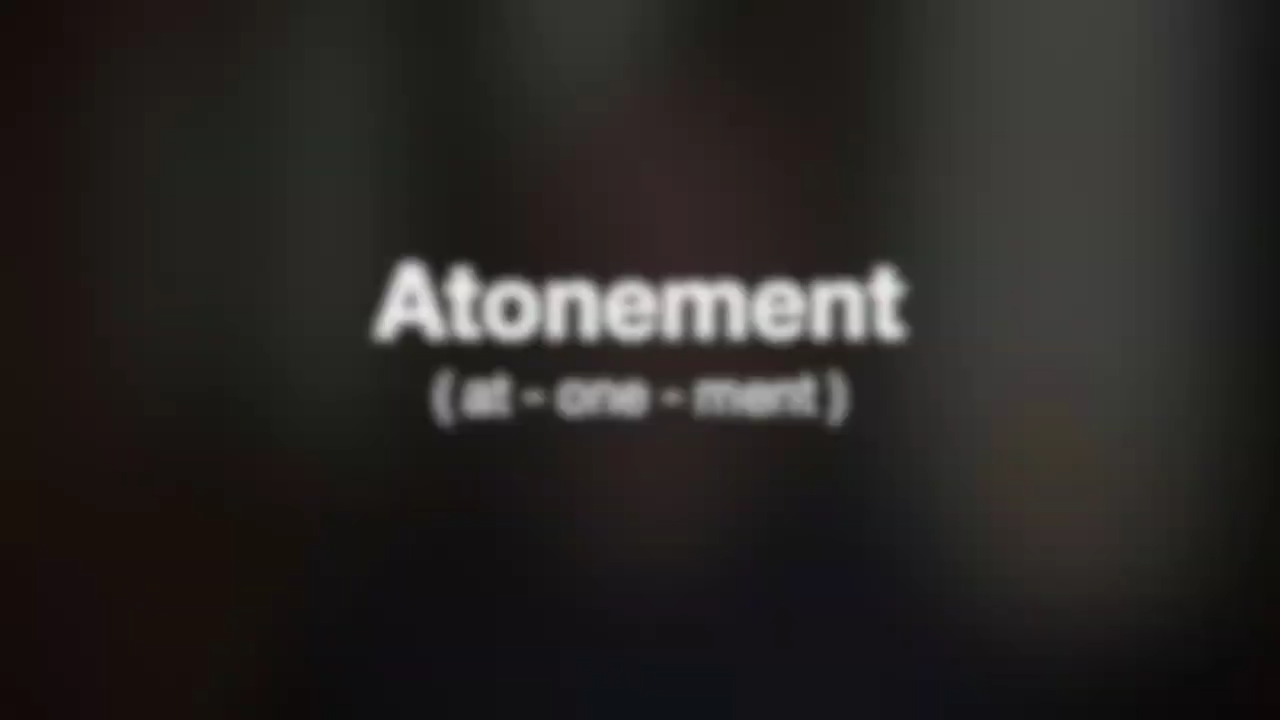 Atonement
( at - one - ment )